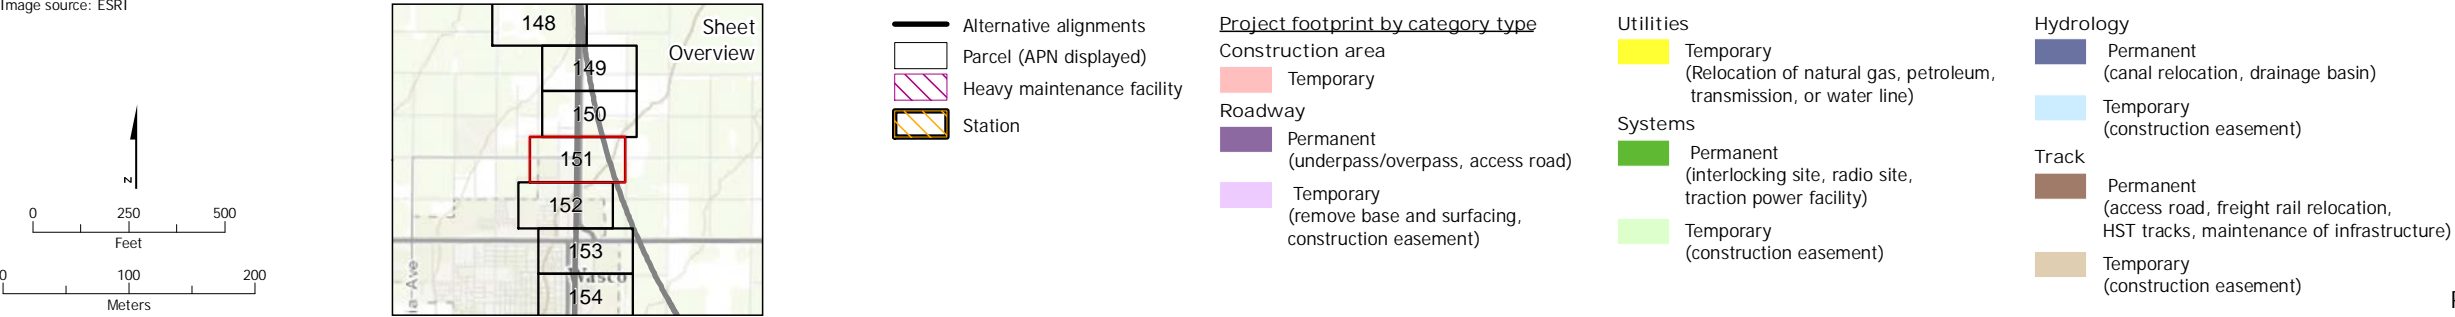 Image source: ESRI
N
0 250 500
Feet
0 100 200
Meters
Sheet
Overview
148
149
150
151
152
153
Wasco
154
ia-Ave
Alternative alignments
Parcel (APN displayed)
Heavy maintenance facility
Station
Project footprint by category type
Construction area
Temporary
Roadway
Permanent
(underpass/overpass, access road)
Temporary
(remove base and surfacing,
construction easement)
Utilities
Temporary
(Relocation of natural gas, petroleum,
transmission, or water line)
Systems
Permanent
(interlocking site, radio site,
traction power facility)
Temporary
(construction easement)
Hydrology
Permanent
(canal relocation, drainage basin)
Temporary
(construction easement)
Track
Permanent
(access road, freight rail relocation,
HST tracks, maintenance of infrastructure)
Temporary
(construction easement)